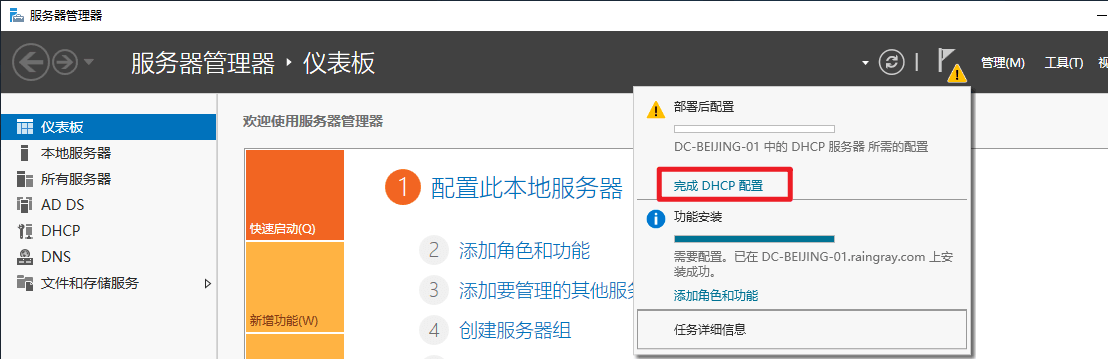 服务器管理器
服务器管理器 · 仪表板
管理(M) 工具(T)
仪表板
本地服务器
所有服务器
AD DS
DHCP
DNS
文件和存储服务
欢迎使用服务器管理器
快速启动(Q)
新增功能(W)
1 配置此本地服务器
2 添加角色和功能
3 添加要管理的其他服
4 创建服务器组
部署后配置
DC-BEIJING-01 中的 DHCP 服务器 所需的配置
完成 DHCP 配置
功能安装
需要配置。已在 DC-BEIJING-01.raingray.com 上安
装成功。
添加角色和功能
任务详细信息